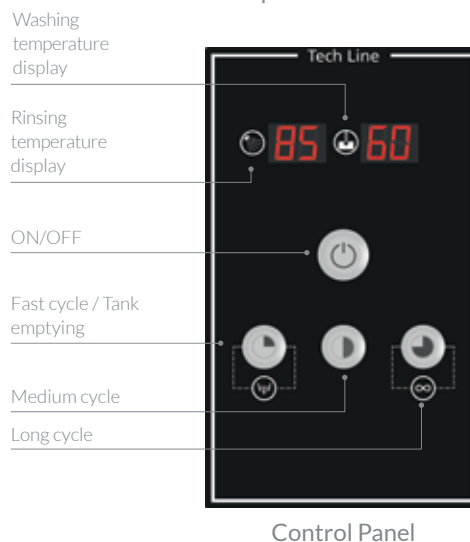 Washing
temperature
display
Tech Line
Rinsing
temperature
display
85 60
ON/OFF
Fast cycle / Tank
emptying
Medium cycle
Long cycle
Control Panel